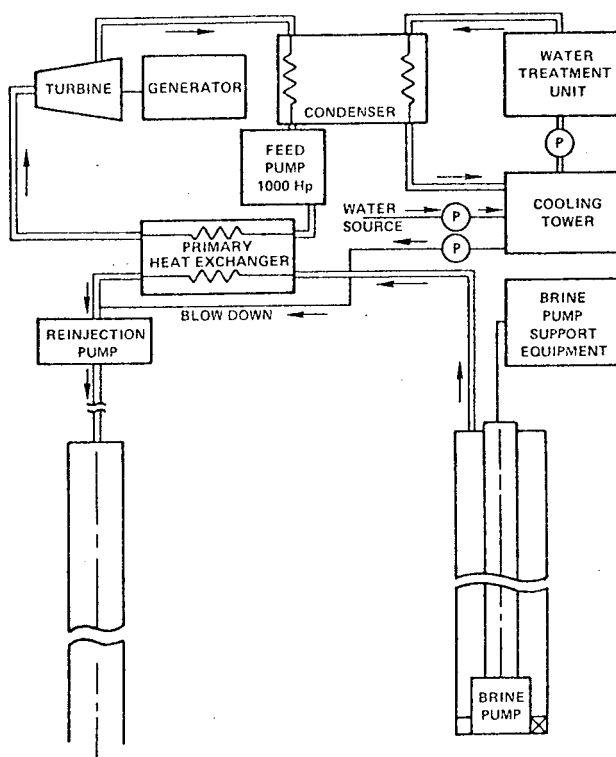 TURBINE
GENERATOR
CONDENSER
WATER
TREATMENT
UNIT
P
FEED
PUMP
1000 Hp
COOLING
TOWER
WATER
SOURCE
P
P
PRIMARY
HEAT EXCHANGER
BLOW DOWN
REINJECTION
PUMP
BRINE
PUMP
SUPPORT
EQUIPMENT
BRINE
PUMP